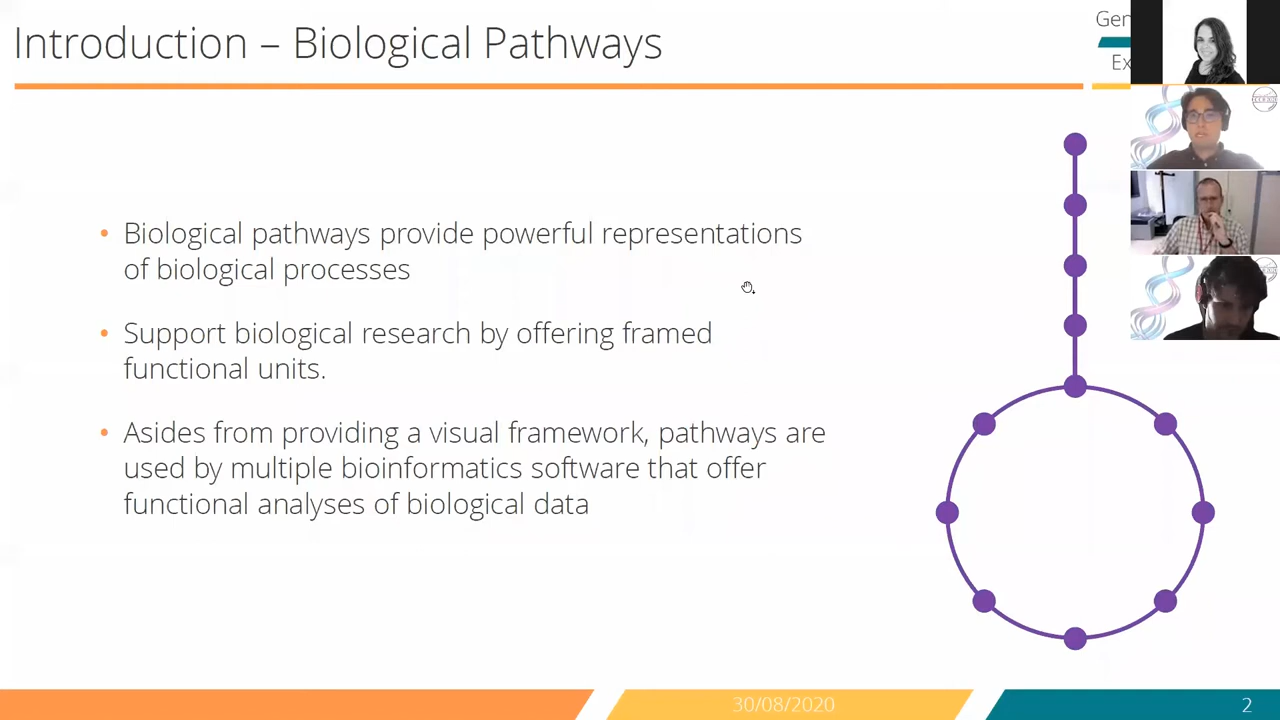 Introduction – Biological Pathways
Biological pathways provide powerful representations
of biological processes
Support biological research by offering framed
functional units.
Asides from providing a visual framework, pathways are
used by multiple bioinformatics software that offer
functional analyses of biological data
30/08/2020
2